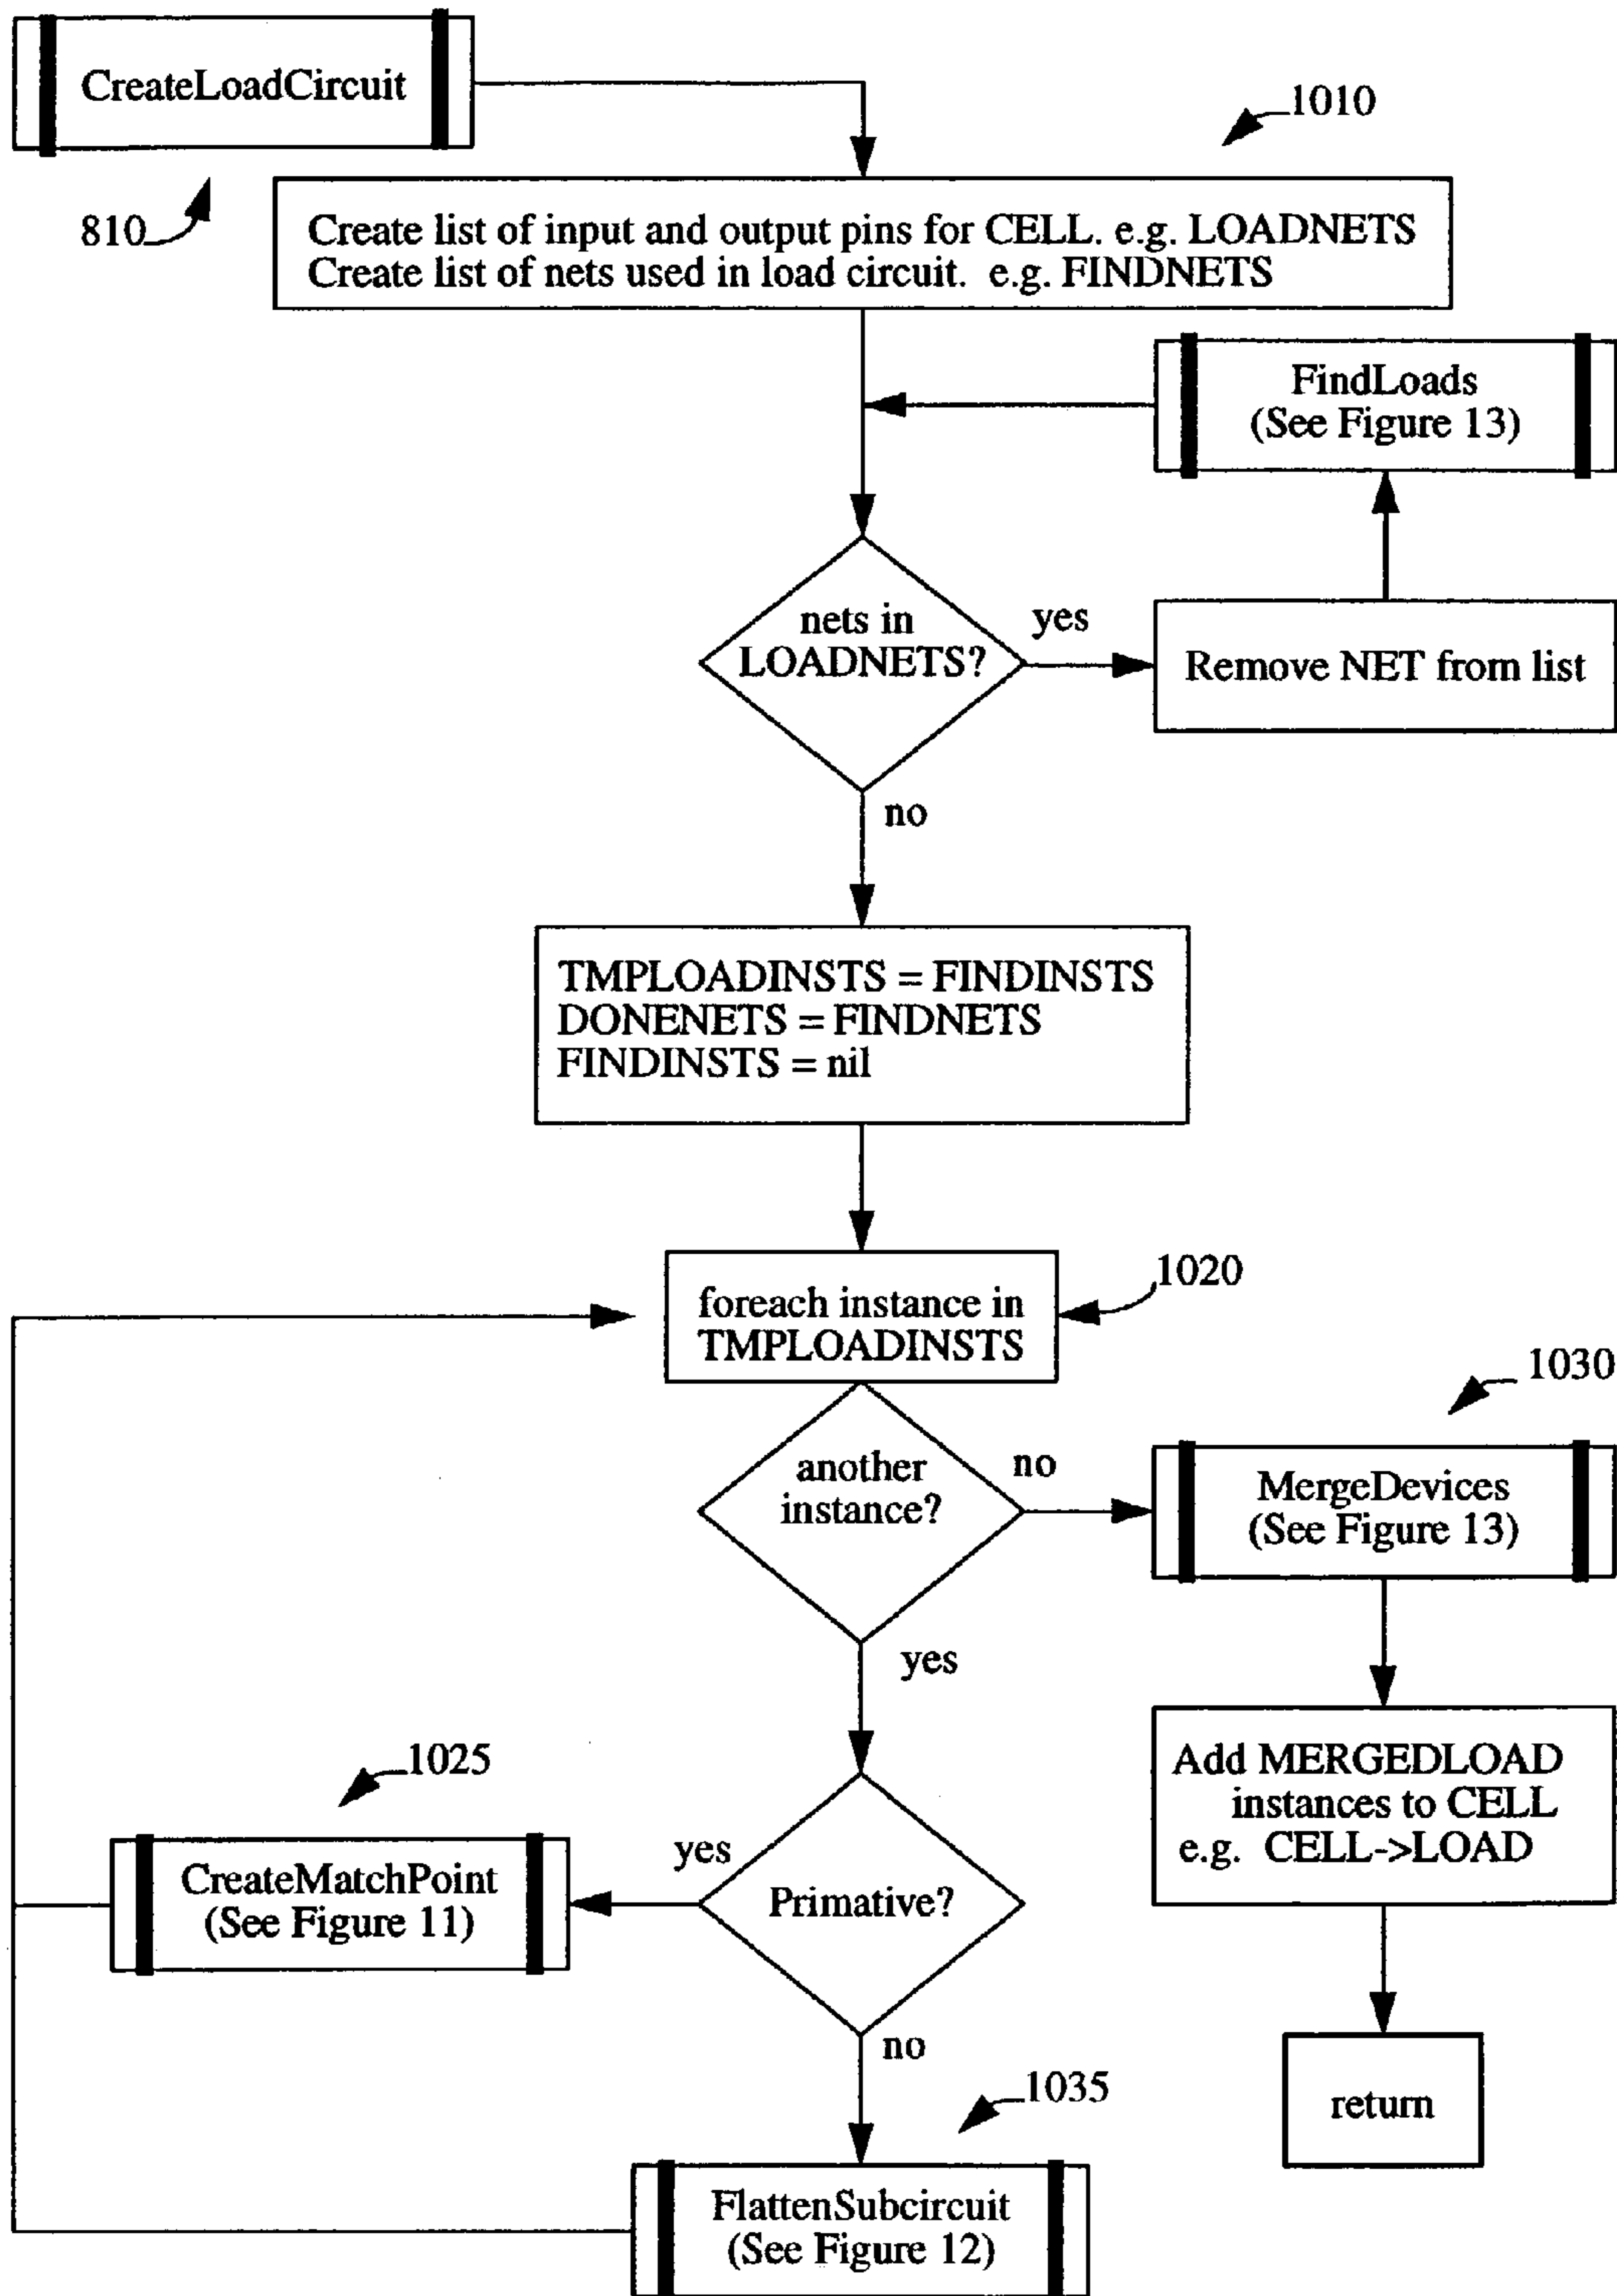 CreateLoadCircuit
810
1010
Create list of input and output pins for CELL. e.g. LOADNETS
Create list of nets used in load circuit.  e.g. FINDNETS
FindLoads
(See Figure 13)
nets in
LOADNETS?
yes
Remove NET from list
no
TMPLOADINSTS = FINDINSTS
DONENETS = FINDNETS
FINDINSTS = nil
1020
foreach instance in
TMPLOADINSTS
1030
another
instance?
no
MergeDevices
(See Figure 13)
yes
Add MERGEDLOAD
instances to CELL
e.g.  CELL->LOAD
1025
CreateMatchPoint
(See Figure 11)
yes
Primative?
no
return
1035
FlattenSubcircuit
(See Figure 12)